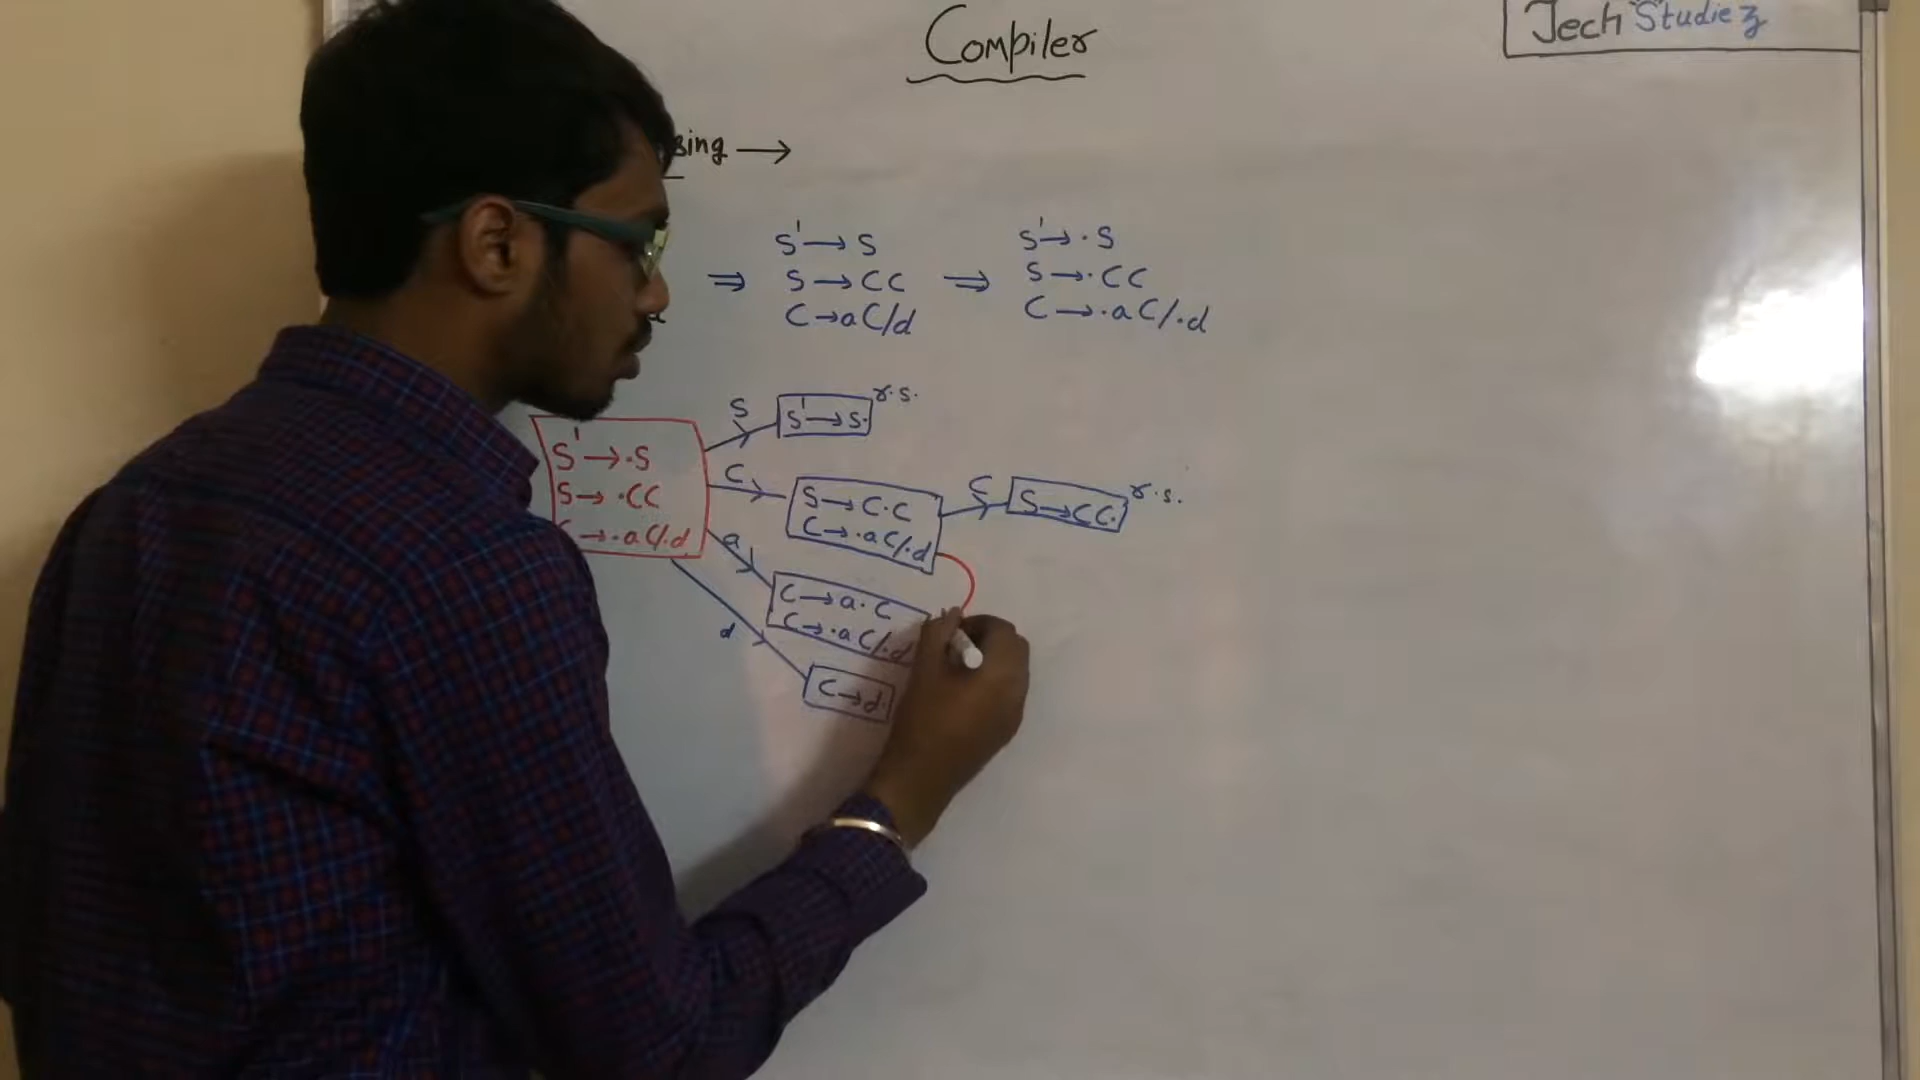 Compiler
Tech Studiez
sing →
⇒ S' → S ⇒ S' → ·S
S → CC S → ·CC
C → aC/d C → ·aC/·d
S' → ·S
S → ·CC
→ ·aC/·d
S
S' → S·
r.s.
C
S → C·C
C → ·aC/·d
C
S → CC·
r.s.
a
C → a·C
C → ·aC/·d
d
C → d·